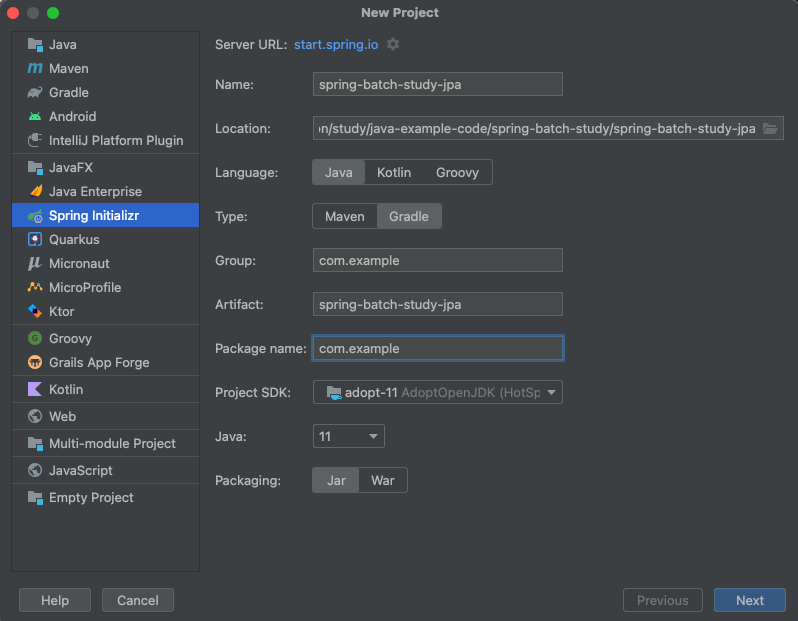 New Project
Java
Maven
Gradle
Android
IntelliJ Platform Plugin
JavaFX
Java Enterprise
Spring Initializr
Quarkus
Micronaut
MicroProfile
Ktor
Groovy
Grails App Forge
Kotlin
Web
Multi-module Project
JavaScript
Empty Project
Server URL: start.spring.io
Name: spring-batch-study-jpa
Location: on/study/java-example-code/spring-batch-study/spring-batch-study-jpa
Language: Java Kotlin Groovy
Type: Maven Gradle
Group: com.example
Artifact: spring-batch-study-jpa
Package name: com.example
Project SDK: adopt-11 AdoptOpenJDK (HotSp
Java: 11
Packaging: Jar War
Help Cancel Previous Next